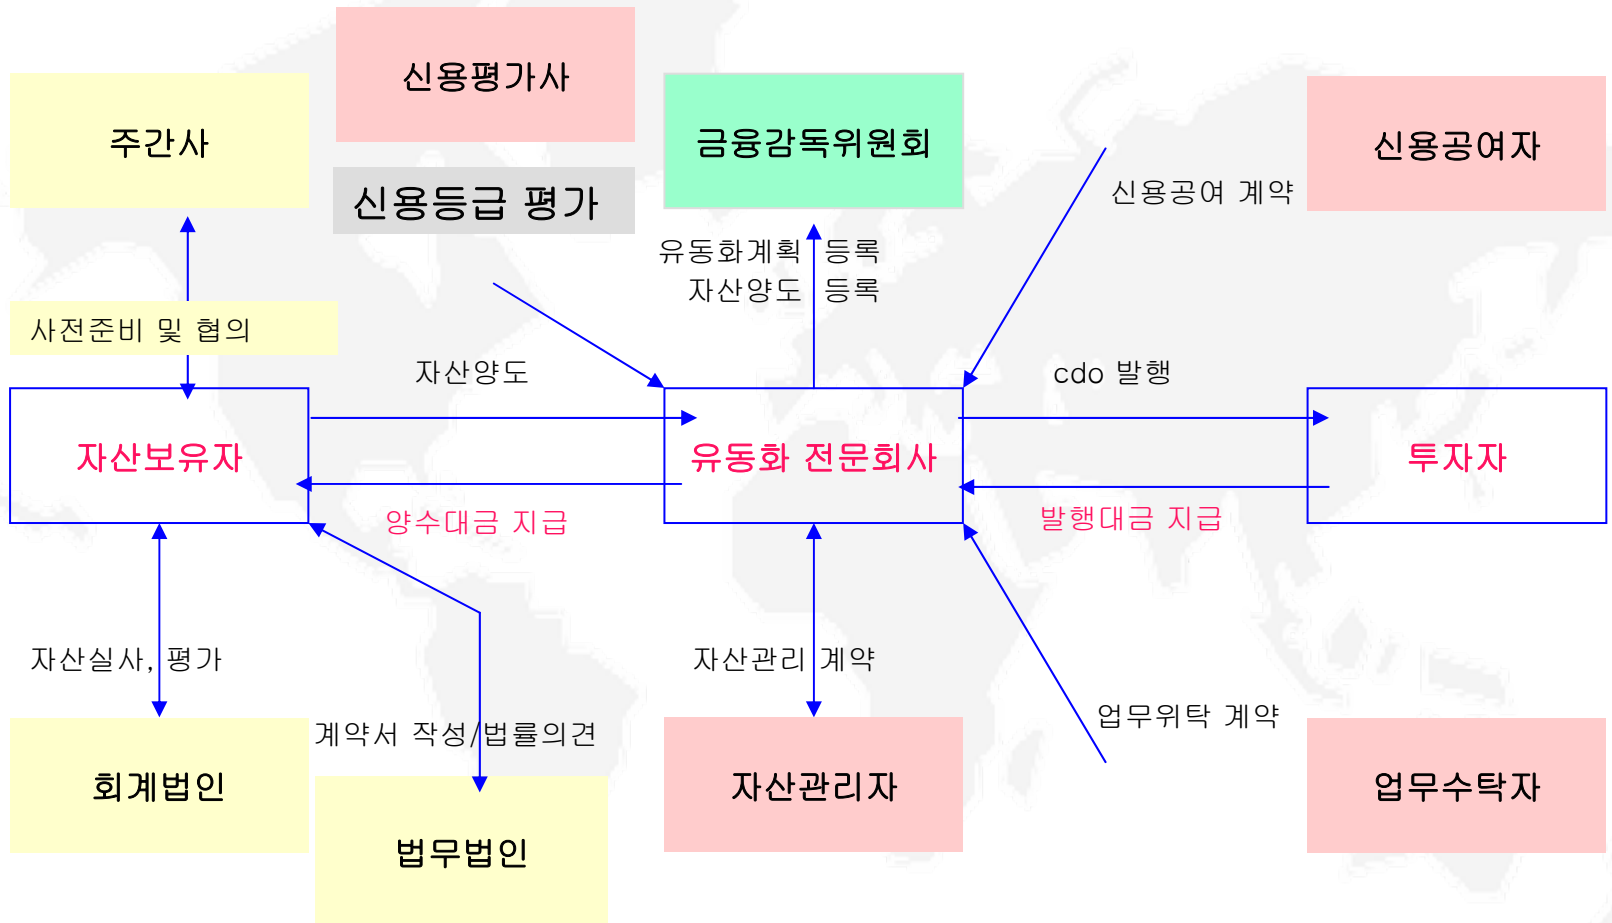 신용평가사
주간사
금융감독위원회
신용공여자
신용등급 평가
신용공여 계약
유동화계획 등록
자산양도 등록
사전준비 및 협의
자산양도
cdo 발행
자산보유자
유동화 전문회사
투자자
양수대금 지급
발행대금 지급
자산실사, 평가
자산관리 계약
업무위탁 계약
계약서 작성/법률의견
회계법인
자산관리자
업무수탁자
법무법인